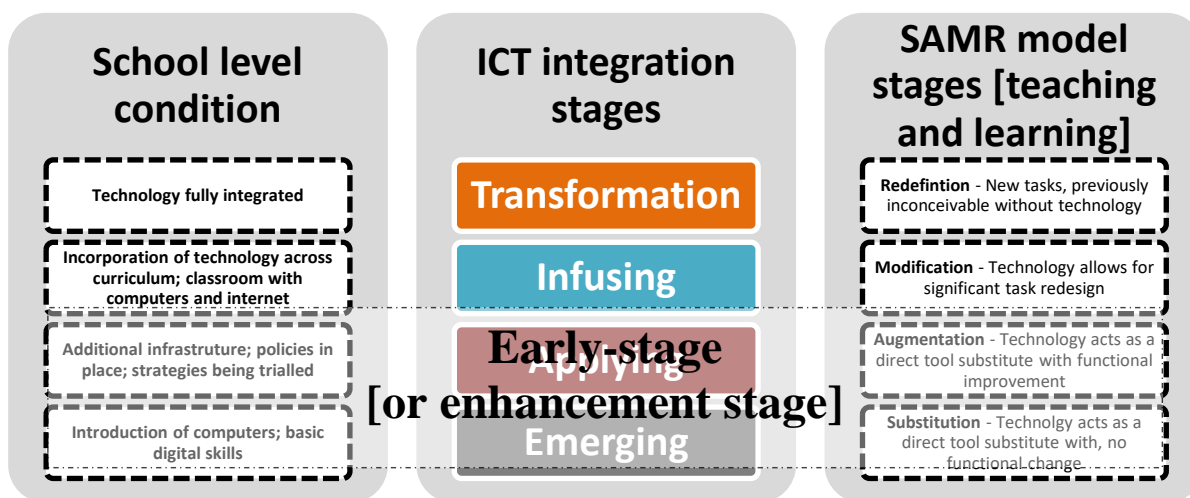 School level
condition
Technology fully integrated
Incorporation of technology across
curriculum; classroom with
computers and internet
Additional infrastruture; policies in
place; strategies being trialled
Introduction of computers; basic
digital skills
ICT integration
stages
Transformation
Infusing
Applying
Emerging
Early-stage
[or enhancement stage]
SAMR model
stages [teaching
and learning]
Redefintion - New tasks, previously
inconceivable without technology
Modification - Technology allows for
significant task redesign
Augmentation - Technology acts as a
direct tool substitute with functional
improvement
Substitution - Technolgy acts as a
direct tool substitute with, no
functional change